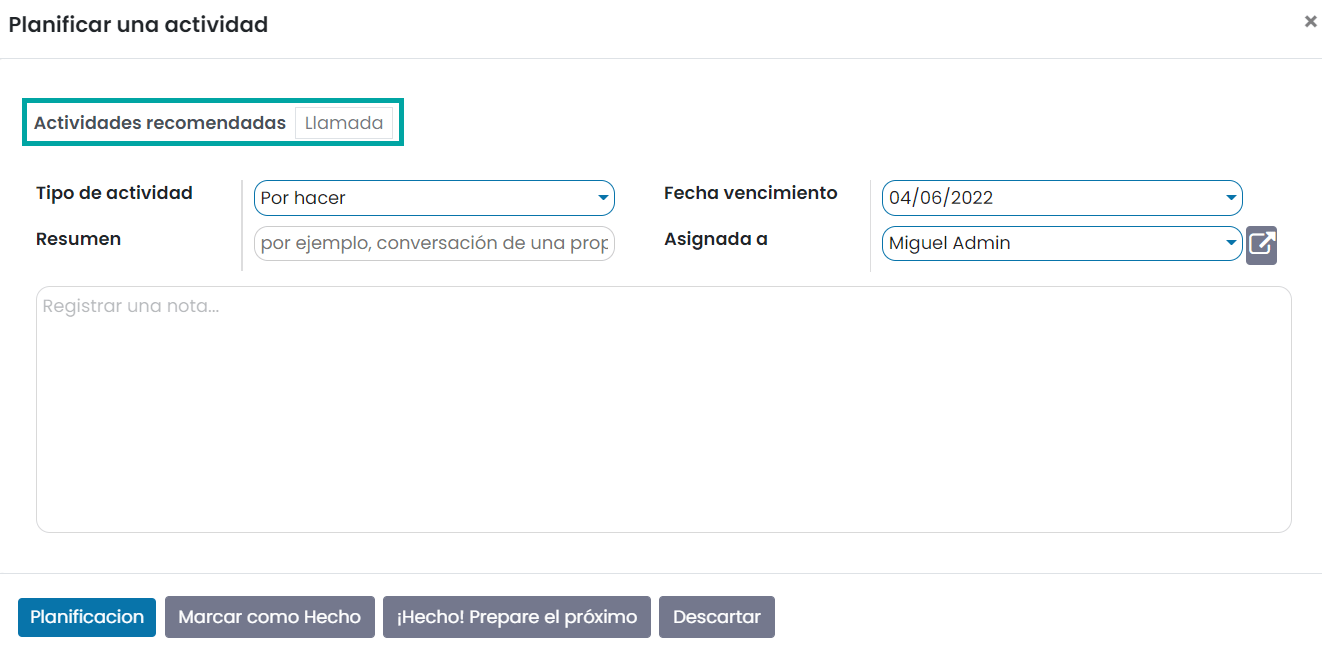 Planificar una actividad ×
Actividades recomendadas Llamada
Tipo de actividad Por hacer Fecha vencimiento 04/06/2022
Resumen por ejemplo, conversación de una prop Asignada a Miguel Admin
Registrar una nota...
Planificacion Marcar como Hecho ¡Hecho! Prepare el próximo Descartar